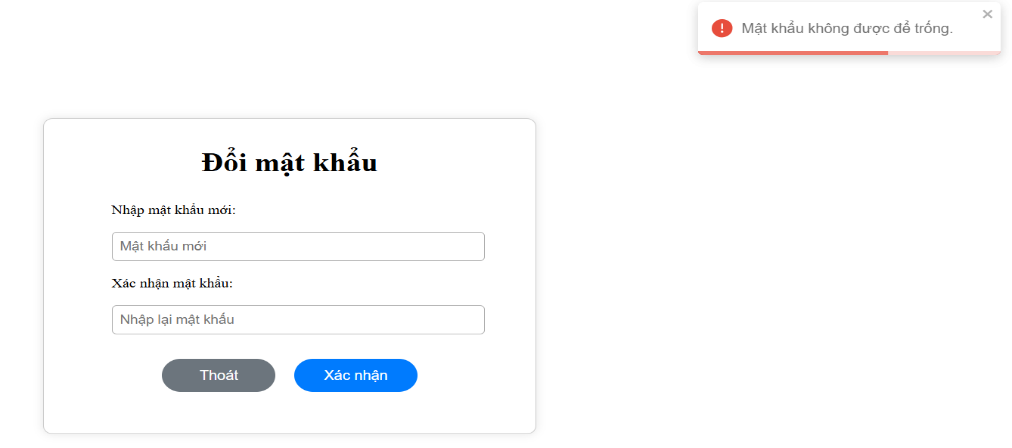 Mật khẩu không được để trống.
Đổi mật khẩu
Nhập mật khẩu mới:
Mật khẩu mới
Xác nhận mật khẩu:
Nhập lại mật khẩu
Thoát
Xác nhận